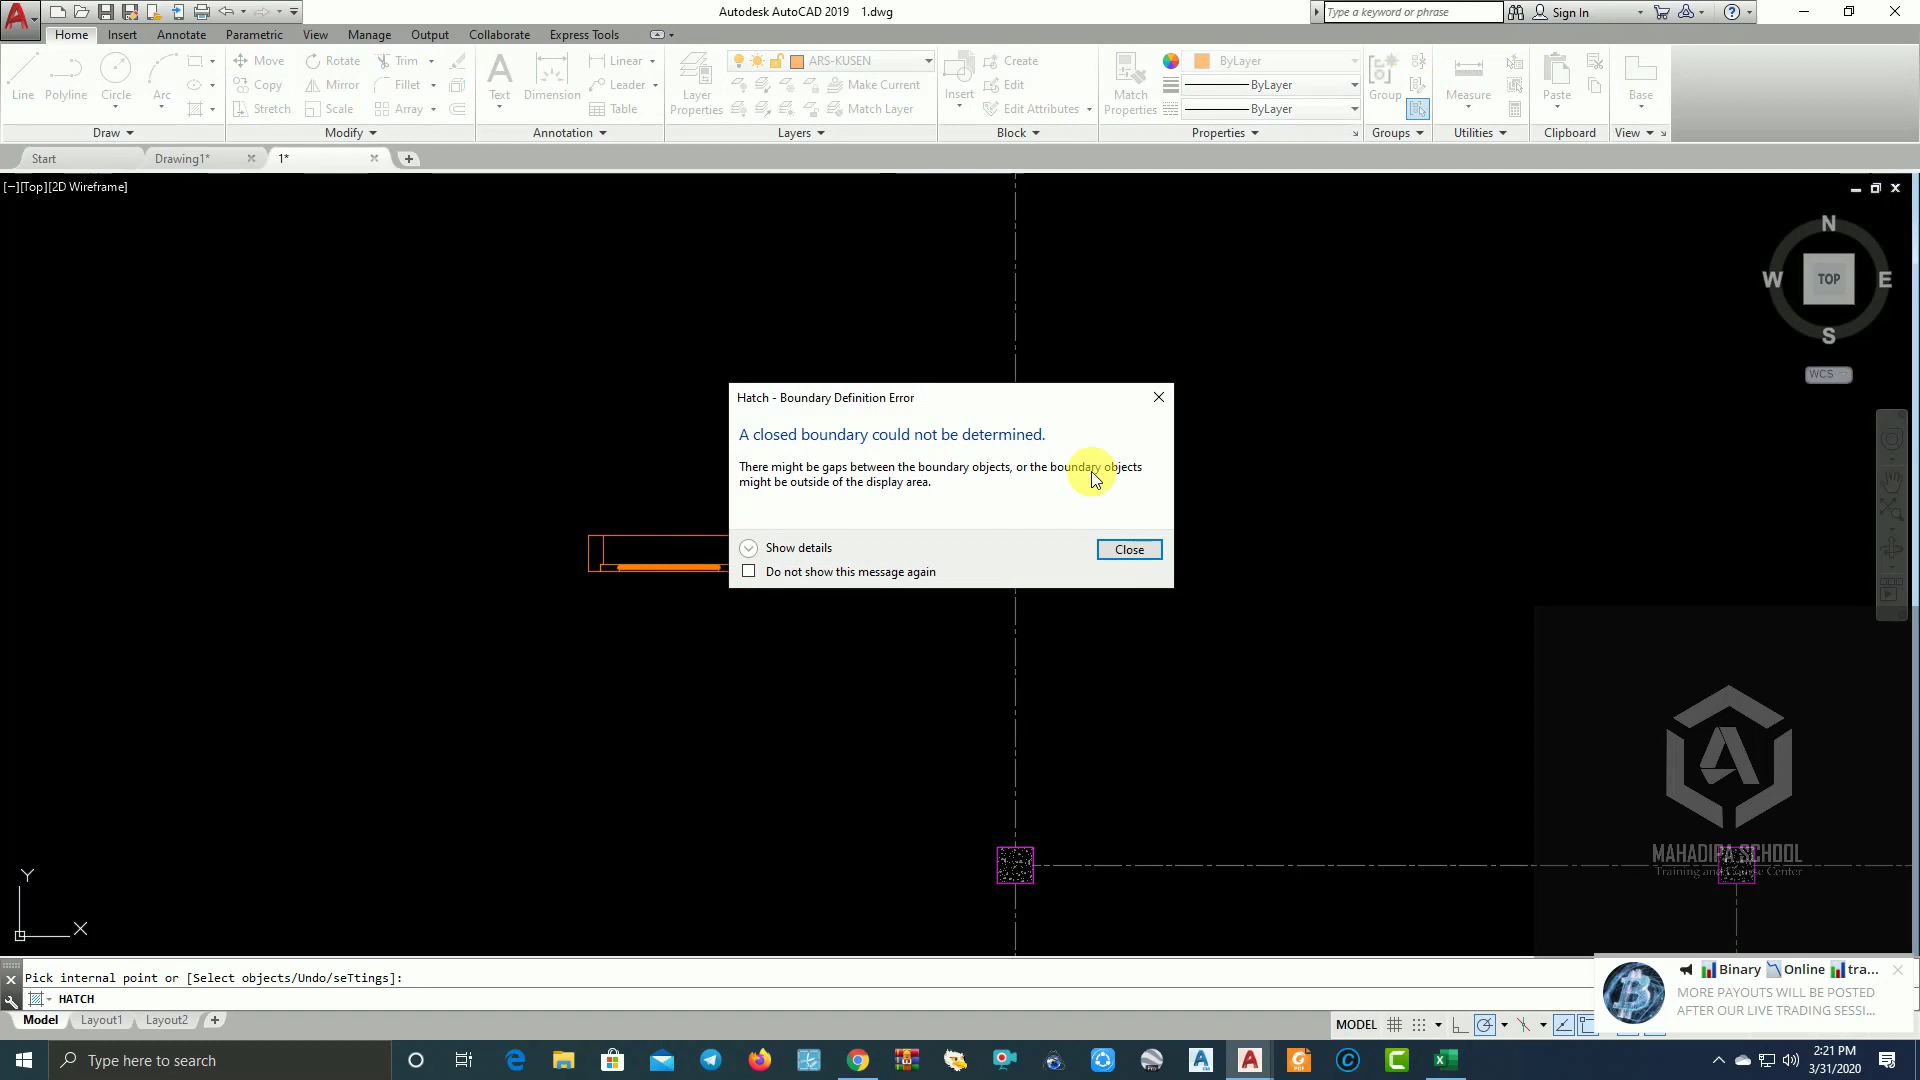 Autodesk AutoCAD 2019 1.dwg
Type a keyword or phrase
Sign In
Home Insert Annotate Parametric View Manage Output Collaborate Express Tools
Line Polyline Circle Arc
Move Rotate Trim
Copy Mirror Fillet
Stretch Scale Array
Text Dimension
Linear
Leader
Table
Layer Properties
ARS-KUSEN
Make Current
Match Layer
Insert
Create
Edit
Edit Attributes
Match Properties
ByLayer
ByLayer
ByLayer
Group
Measure
Paste
Base
Draw Modify Annotation Layers Block Properties Groups Utilities Clipboard View
Start Drawing1* 1*
[−][Top][2D Wireframe]
N
W TOP E
S
WCS
Hatch - Boundary Definition Error
A closed boundary could not be determined.
There might be gaps between the boundary objects, or the boundary objects
might be outside of the display area.
Show details
Close
Do not show this message again
A
MAHADIPA SCHOOL
Training and Course Center
Y
X
Pick internal point or [Select objects/Undo/seTtings]:
HATCH
Binary Online tra...
MORE PAYOUTS WILL BE POSTED
AFTER OUR LIVE TRADING SESSI...
Model Layout1 Layout2
MODEL
Type here to search
2:21 PM
3/31/2020